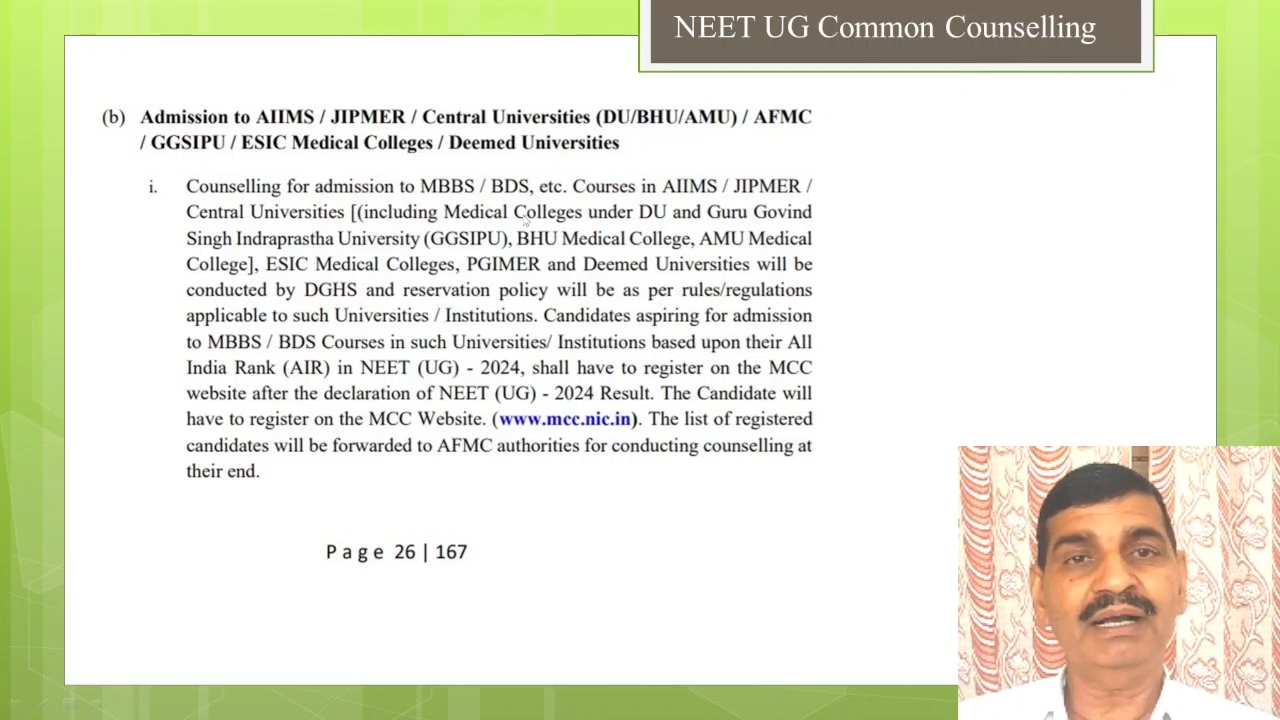 NEET UG Common Counselling
(b) Admission to AIIMS / JIPMER / Central Universities (DU/BHU/AMU) / AFMC
/ GGSIPU / ESIC Medical Colleges / Deemed Universities
i. Counselling for admission to MBBS / BDS, etc. Courses in AIIMS / JIPMER /
Central Universities [(including Medical Colleges under DU and Guru Govind
Singh Indraprastha University (GGSIPU), BHU Medical College, AMU Medical
College], ESIC Medical Colleges, PGIMER and Deemed Universities will be
conducted by DGHS and reservation policy will be as per rules/regulations
applicable to such Universities / Institutions. Candidates aspiring for admission
to MBBS / BDS Courses in such Universities/ Institutions based upon their All
India Rank (AIR) in NEET (UG) - 2024, shall have to register on the MCC
website after the declaration of NEET (UG) - 2024 Result. The Candidate will
have to register on the MCC Website. (www.mcc.nic.in). The list of registered
candidates will be forwarded to AFMC authorities for conducting counselling at
their end.
Page 26 | 167